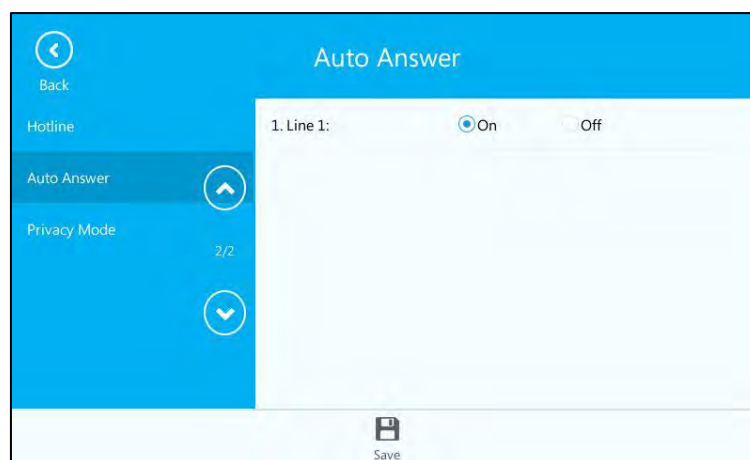 Auto Answer
Back
Hotline
1. Line 1: On Off
Auto Answer
Privacy Mode
2/2
Save